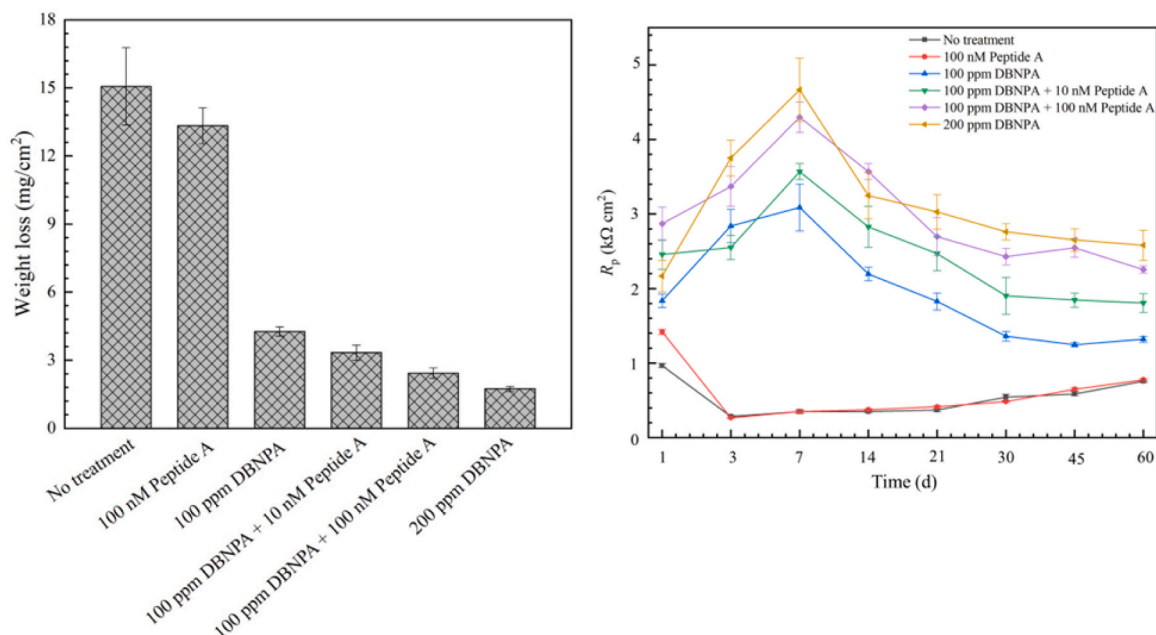 18
15
12
9
6
3
0
Weight loss (mg/cm²)
No treatment
100 nM Peptide A
100 ppm DBNPA
100 ppm DBNPA + 10 nM Peptide A
100 ppm DBNPA + 100 nM Peptide A
200 ppm DBNPA
No treatment
100 nM Peptide A
100 ppm DBNPA
100 ppm DBNPA + 10 nM Peptide A
100 ppm DBNPA + 100 nM Peptide A
200 ppm DBNPA
5
4
3
2
1
0
Rp (kΩ cm²)
1 3 7 14 21 30 45 60
Time (d)